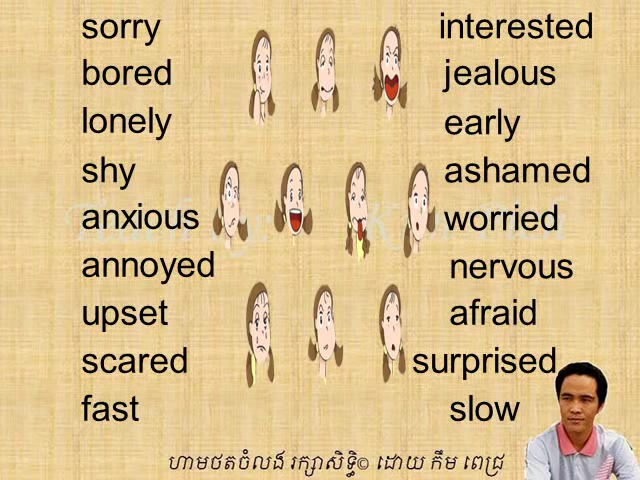 sorry
bored
lonely
shy
anxious
annoyed
upset
scared
fast
interested
jealous
early
ashamed
worried
nervous
afraid
surprised
slow
ហាមថតចំលង រក្សាសិទ្ធិ© ដោយ កឹម ពេជ្រ